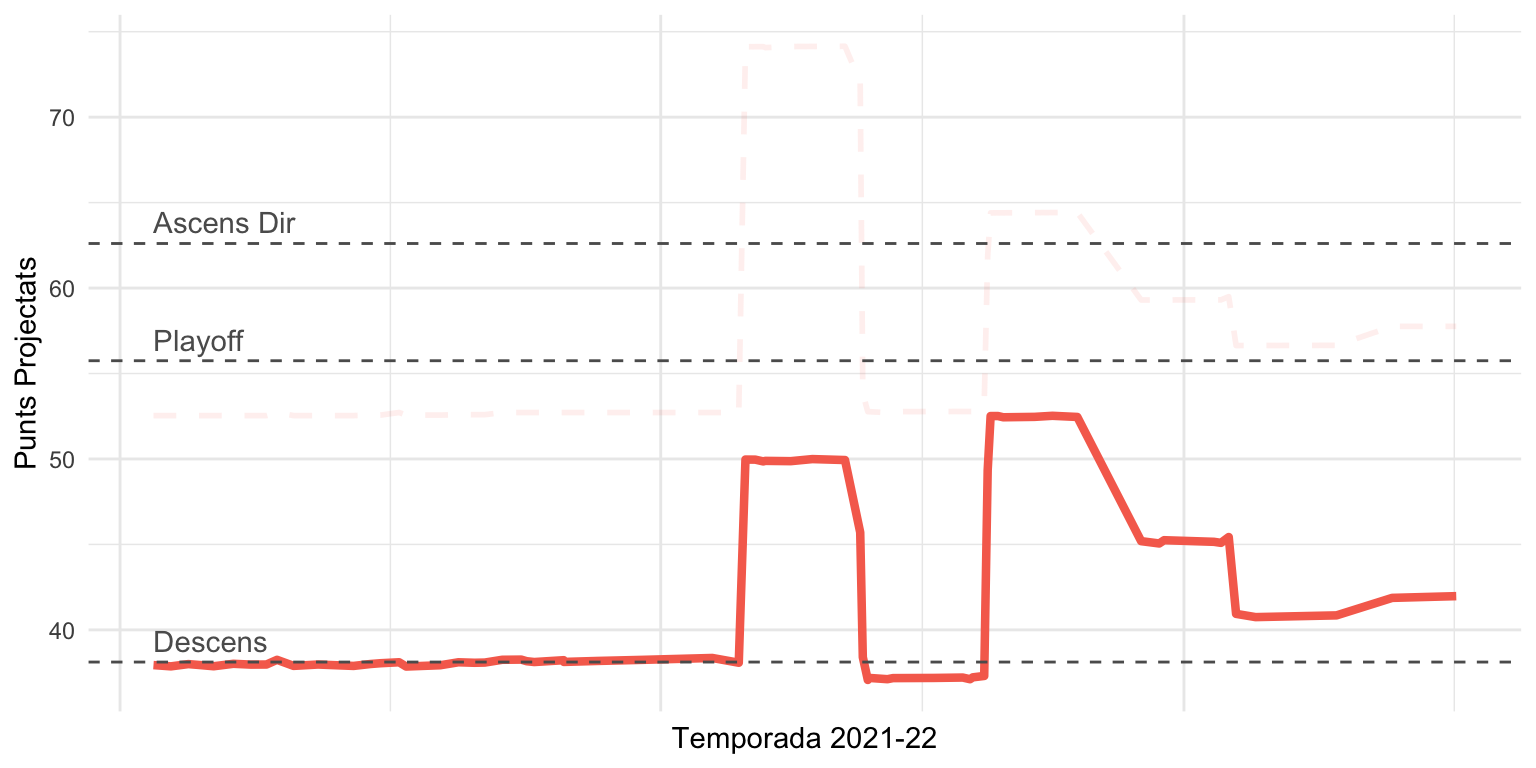 70
Ascens Dir
60
Playoff
50
40
Descens
Punts Projectats
Temporada 2021-22